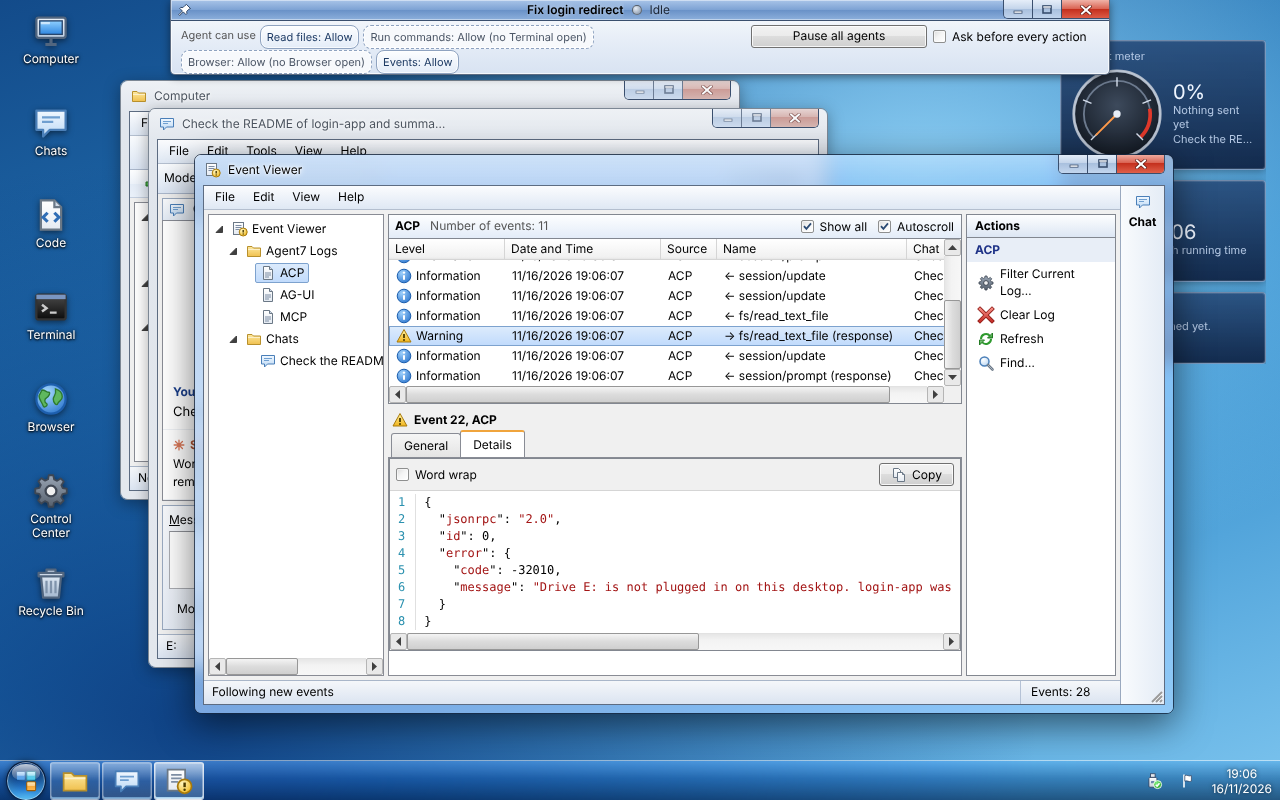 Fix login redirect
Idle
Agent can use
Read files: Allow
Run commands: Allow (no Terminal open)
Browser: Allow (no Browser open)
Events: Allow
Pause all agents
Ask before every action
Computer
Chats
Code
Terminal
Browser
Control
Center
Recycle Bin
meter
0%
Nothing sent
yet
Check the RE...
running time
Computer
Check the README of login-app and summa...
File
Edit
Tools
View
Help
Event Viewer
File
Edit
View
Help
Event Viewer
Agent7 Logs
ACP
AG-UI
MCP
Chats
Check the READM
ACP
Number of events: 11
Show all
Autoscroll
Level
Date and Time
Source
Name
Chat
Information 11/16/2026 19:06:07 ACP ← session/update Chec
Information 11/16/2026 19:06:07 ACP ← session/update Chec
Information 11/16/2026 19:06:07 ACP ← fs/read_text_file Chec
Warning 11/16/2026 19:06:07 ACP → fs/read_text_file (response) Chec
Information 11/16/2026 19:06:07 ACP ← session/update Chec
Information 11/16/2026 19:06:07 ACP ← session/prompt (response) Chec
Event 22, ACP
General
Details
Word wrap
Copy
1 {
2 "jsonrpc": "2.0",
3 "id": 0,
4 "error": {
5 "code": -32010,
6 "message": "Drive E: is not plugged in on this desktop. login-app was
7 }
8 }
Actions
ACP
Filter Current
Log...
Clear Log
Refresh
Find...
Chat
Following new events
Events: 28
E:
19:06
16/11/2026